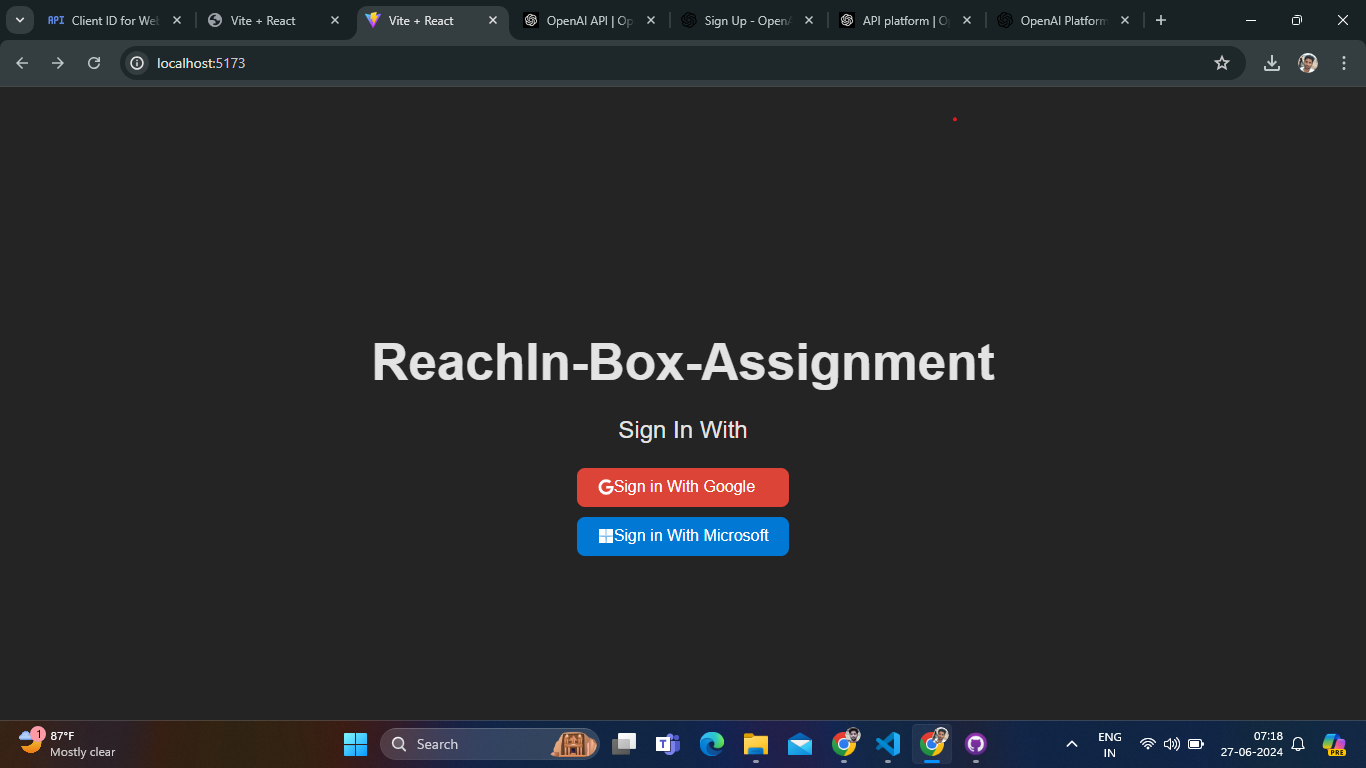 API Client ID for Web
Vite + React
Vite + React
OpenAI API | Op
Sign Up - OpenA
API platform | O
OpenAI Platform
localhost:5173
ReachIn-Box-Assignment
Sign In With
Sign in With Google
Sign in With Microsoft
1
87°F
Mostly clear
Search
ENG
IN
07:18
27-06-2024
PRE